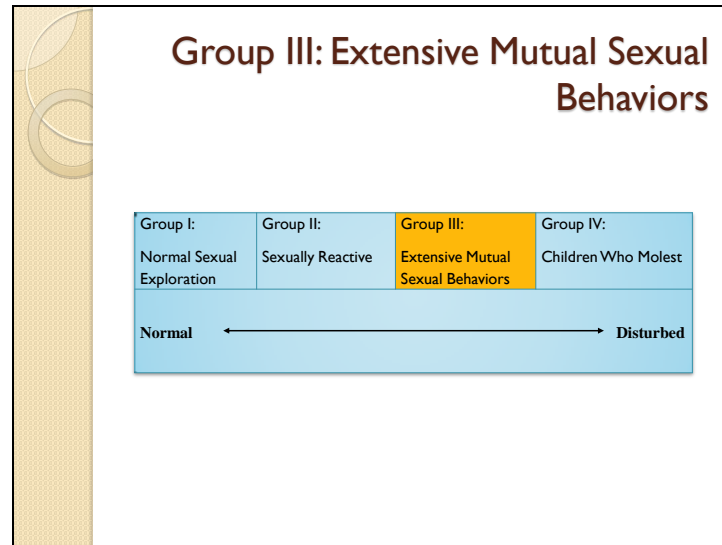 Group III: Extensive Mutual Sexual
Behaviors
Group I:
Normal Sexual
Exploration
Group II:
Sexually Reactive
Group III:
Extensive Mutual
Sexual Behaviors
Group IV:
Children Who Molest
Normal
Disturbed